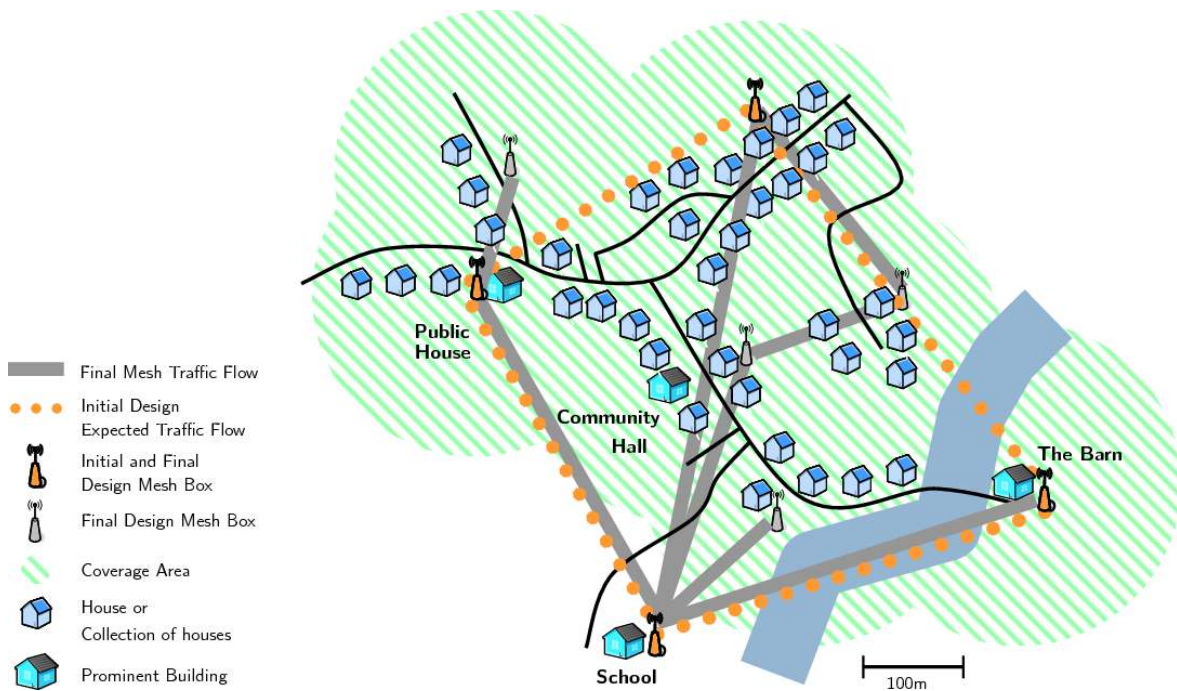 Public
House
Community
Hall
The Barn
School
100m
Final Mesh Traffic Flow
Initial Design
Expected Traffic Flow
Initial and Final
Design Mesh Box
Final Design Mesh Box
Coverage Area
House or
Collection of houses
Prominent Building